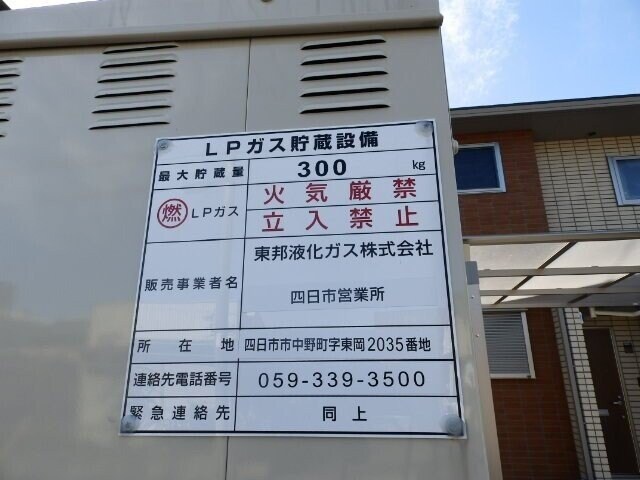 LPガス貯蔵設備
最大貯蔵量 300 kg
燃 LPガス 火気厳禁
立入禁止
販売事業者名 東邦液化ガス株式会社
四日市営業所
所在地 四日市市中野町字東岡2035番地
連絡先電話番号 059-339-3500
緊急連絡先 同上